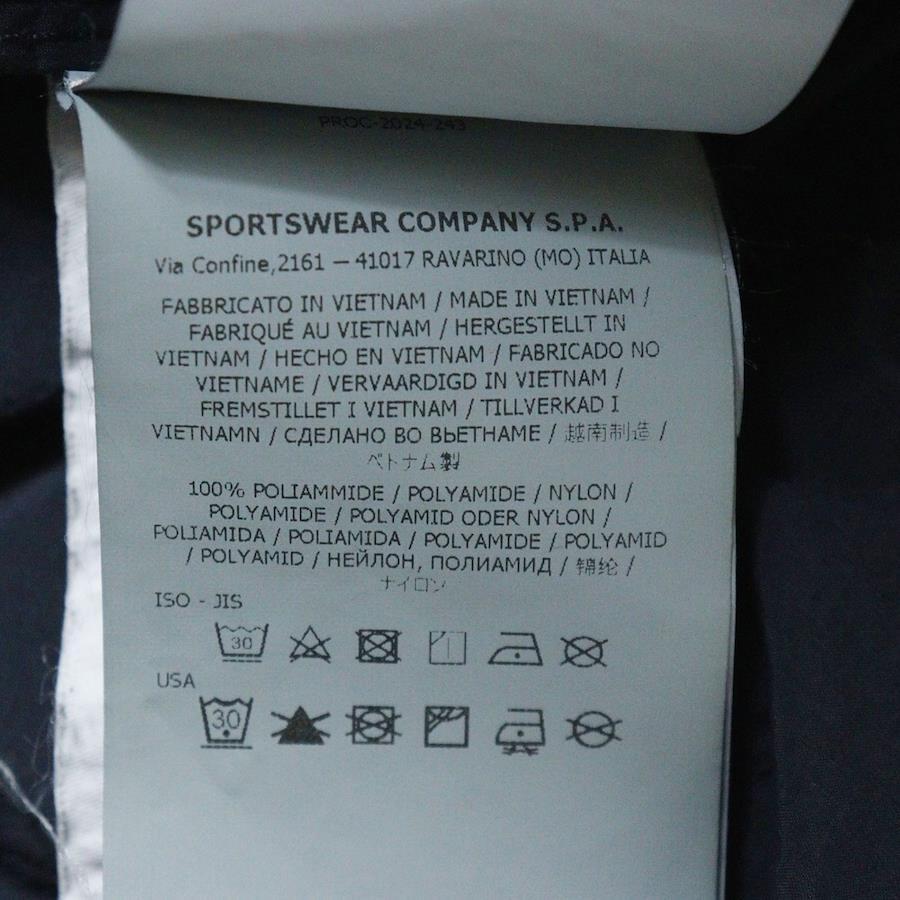 PROC-2024-243
SPORTSWEAR COMPANY S.P.A.
Via Confine,2161 — 41017 RAVARINO (MO) ITALIA
FABBRICATO IN VIETNAM / MADE IN VIETNAM /
FABRIQUÉ AU VIETNAM / HERGESTELLT IN
VIETNAM / HECHO EN VIETNAM / FABRICADO NO
VIETNAME / VERVAARDIGD IN VIETNAM /
FREMSTILLET I VIETNAM / TILLVERKAD I
VIETNAMN / СДЕЛАНО ВО ВЬЕТНАМЕ / 越南制造 /
ベトナム製
100% POLIAMMIDE / POLYAMIDE / NYLON /
POLYAMIDE / POLYAMID ODER NYLON /
POLIAMIDA / POLIAMIDA / POLYAMIDE / POLYAMID
/ POLYAMID / НЕЙЛОН, ПОЛИАМИД / 锦纶 /
ナイロン
ISO - JIS
30
USA
30